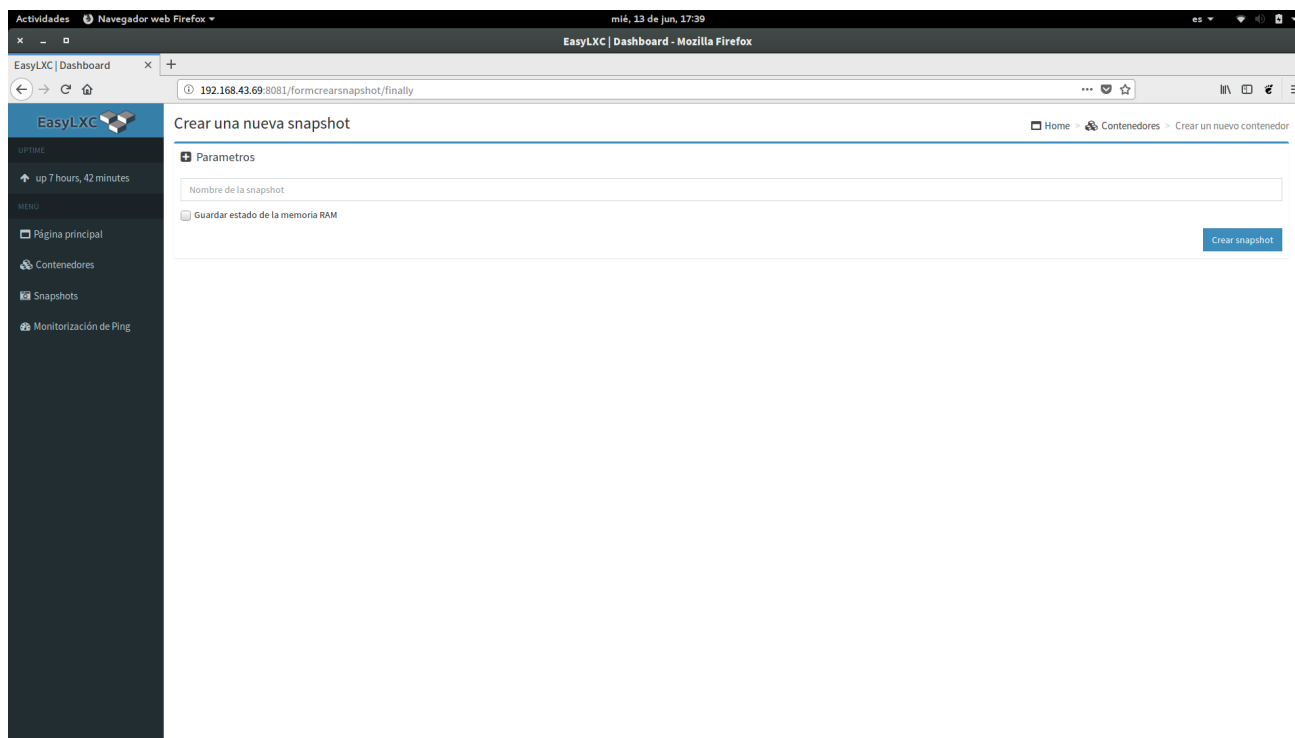 Actividades Navegador web Firefox mié, 13 de jun, 17:39 es
EasyLXC | Dashboard - Mozilla Firefox
EasyLXC | Dashboard
192.168.43.69:8081/formcrearsnapshot/finally
EasyLXC
Crear una nueva snapshot
Home > Contenedores > Crear un nuevo contenedor
UPTIME
Parametros
up 7 hours, 42 minutes
Nombre de la snapshot
MENÚ
Guardar estado de la memoria RAM
Página principal
Crear snapshot
Contenedores
Snapshots
Monitorización de Ping